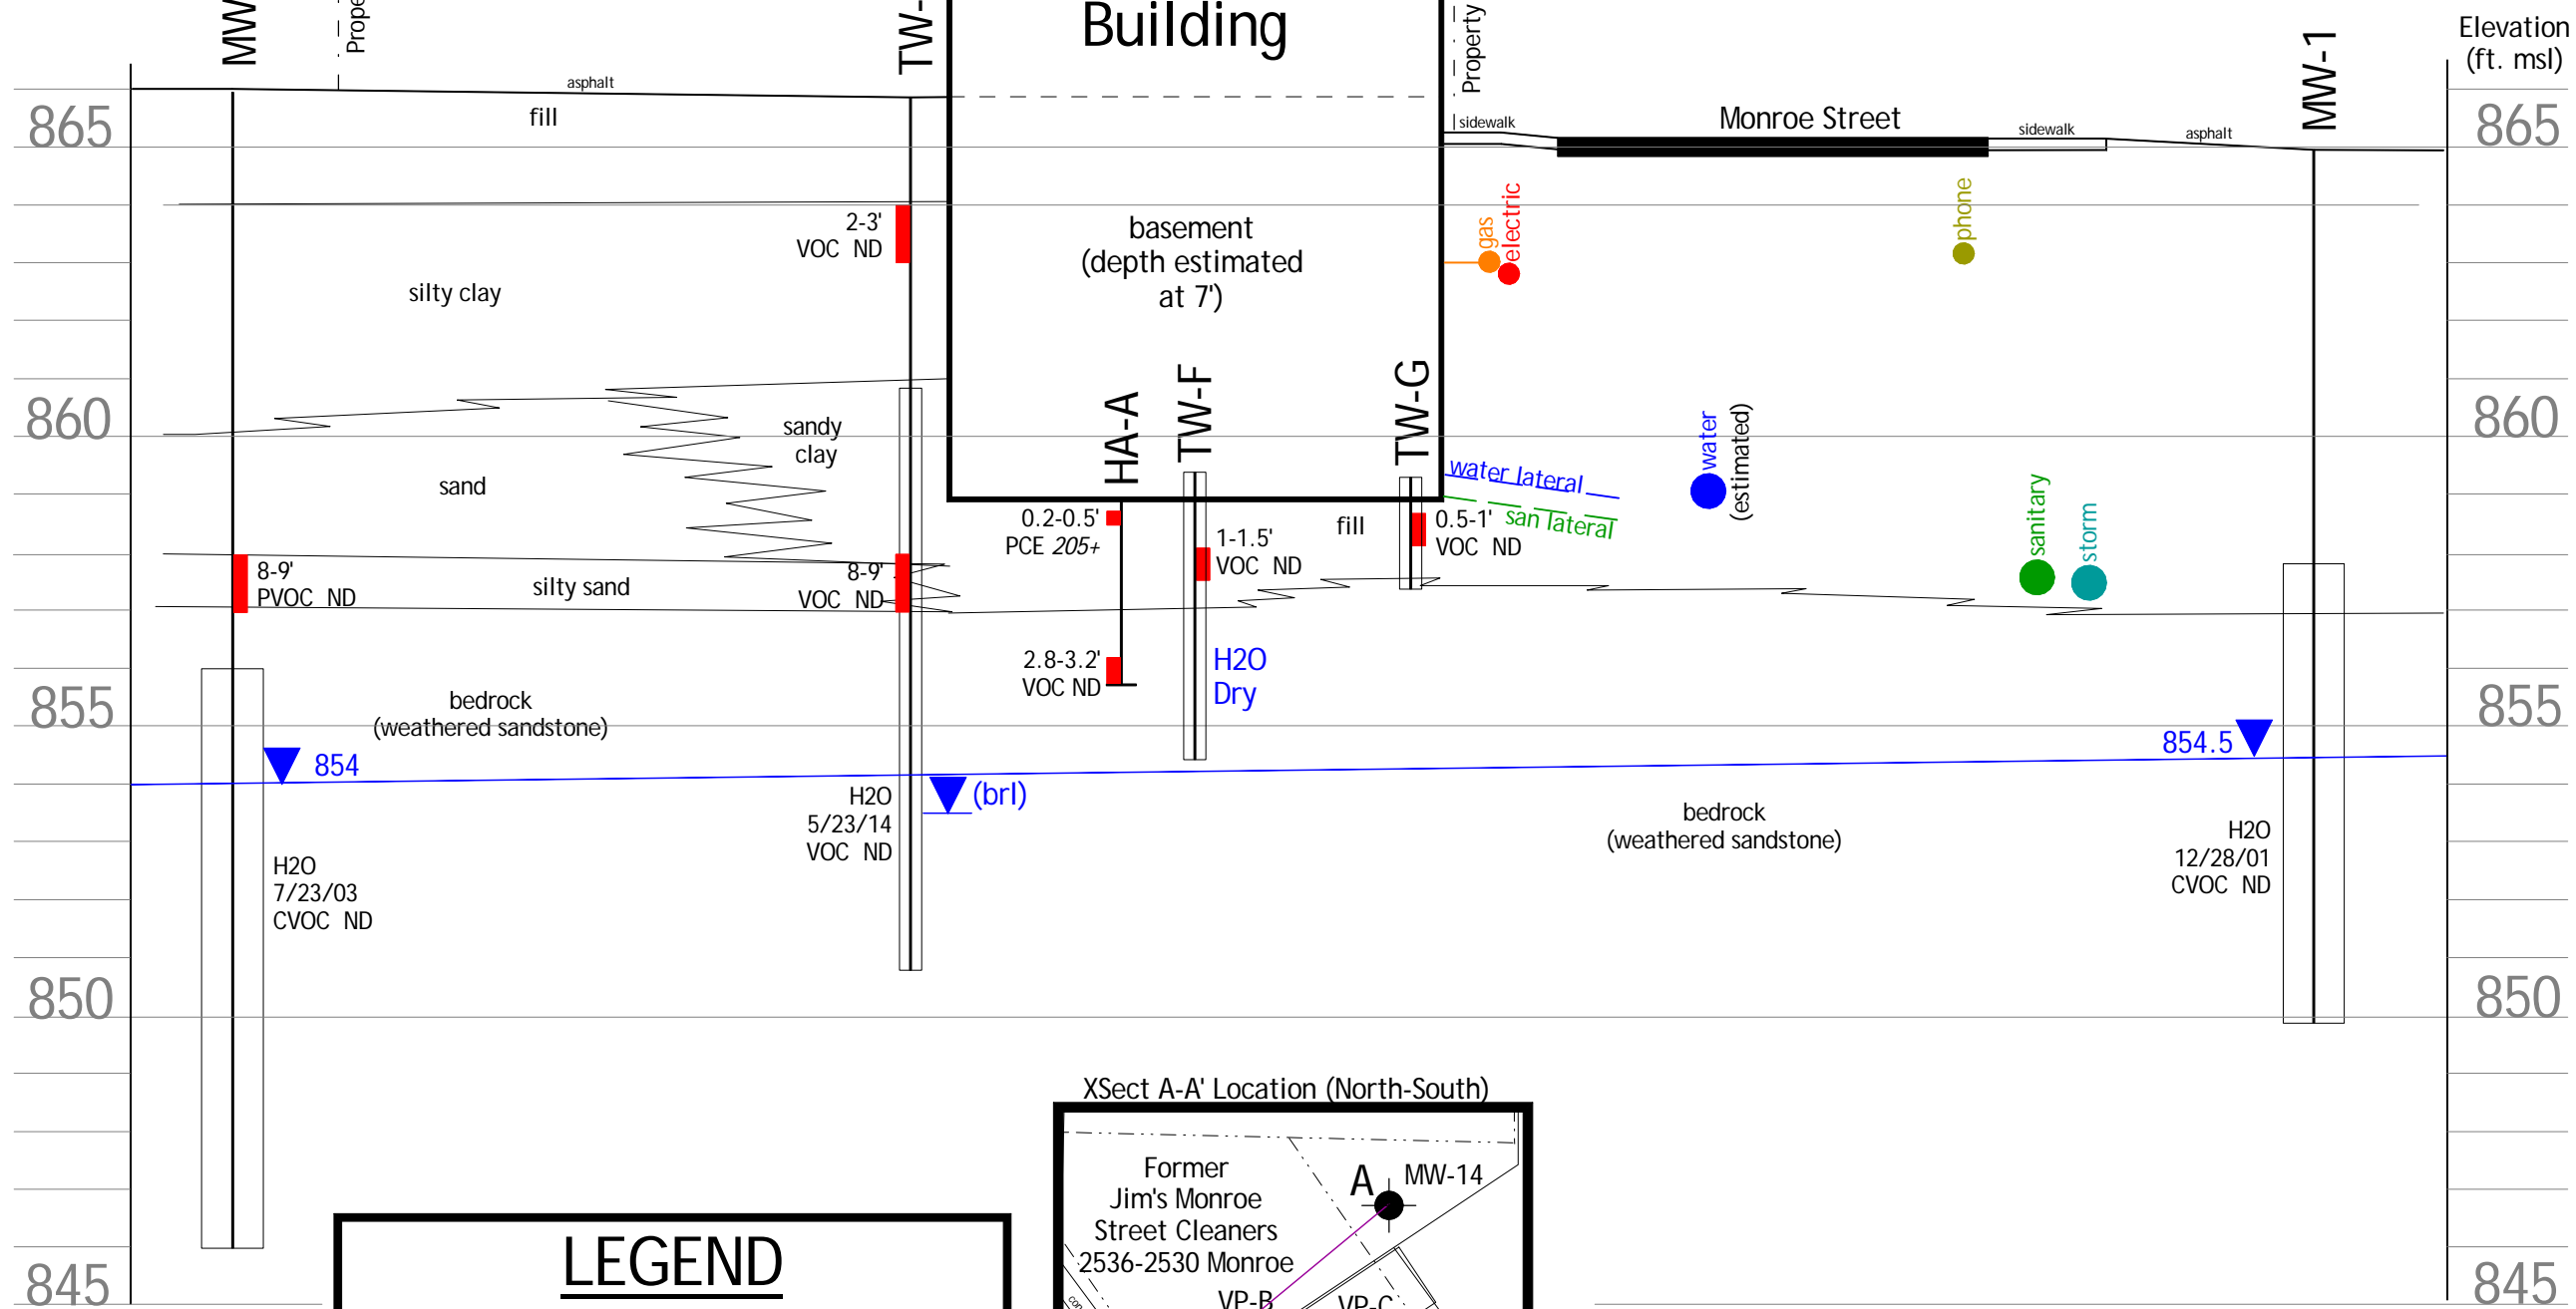 Building
Elevation
(ft. msl)
MW
Prope
TW-
Property
MW-1
asphalt
fill
sidewalk
Monroe Street
sidewalk
asphalt
865
865
2-3'
VOC ND
basement
(depth estimated
at 7')
gas
electric
phone
silty clay
860
860
sandy
clay
sand
HA-A
TW-F
TW-G
water lateral
san lateral
water
(estimated)
sanitary
storm
0.2-0.5'
PCE 205+
1-1.5'
VOC ND
fill
0.5-1'
VOC ND
8-9'
PVOC ND
silty sand
8-9'
VOC ND
2.8-3.2'
VOC ND
H2O
Dry
bedrock
(weathered sandstone)
855
855
854
854.5
(brl)
H2O
5/23/14
VOC ND
bedrock
(weathered sandstone)
H2O
7/23/03
CVOC ND
H2O
12/28/01
CVOC ND
850
850
XSect A-A' Location (North-South)
Former
Jim's Monroe
Street Cleaners
2536-2530 Monroe
A
MW-14
VP-B
VP-C
LEGEND
845
845